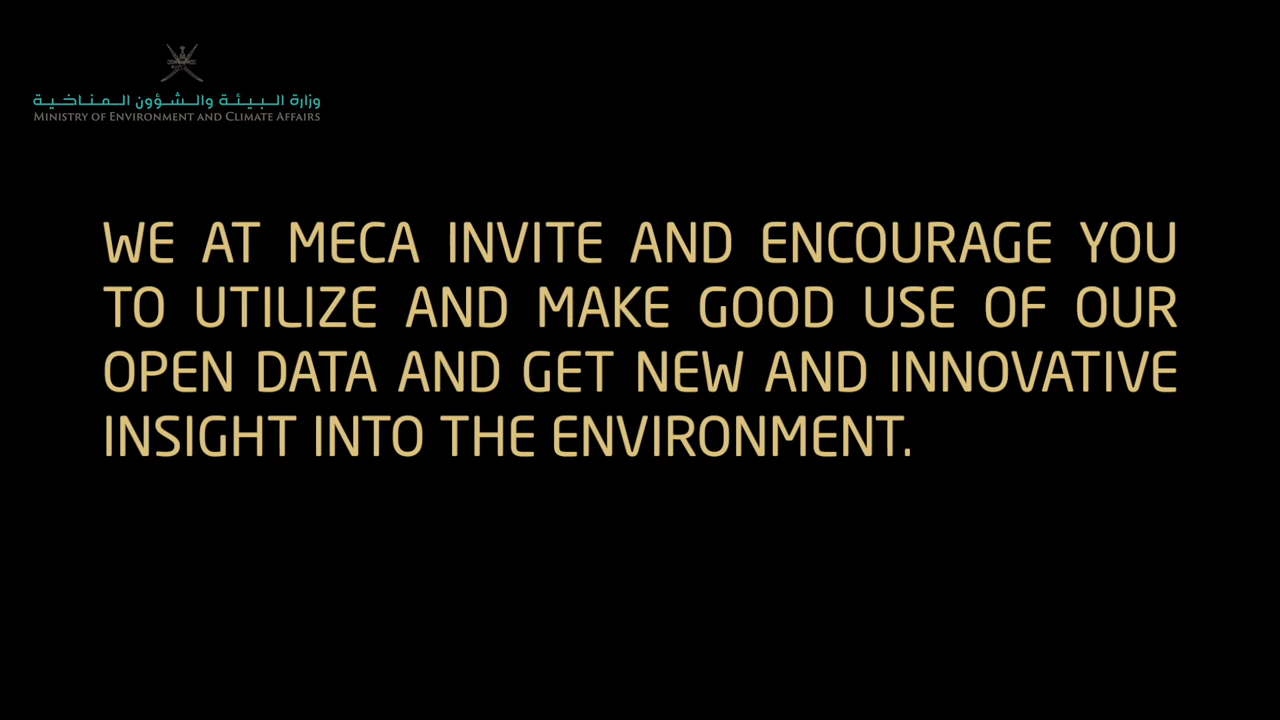 وزارة البيئة والشؤون المناخية
MINISTRY OF ENVIRONMENT AND CLIMATE AFFAIRS
WE AT MECA INVITE AND ENCOURAGE YOU
TO UTILIZE AND MAKE GOOD USE OF OUR
OPEN DATA AND GET NEW AND INNOVATIVE
INSIGHT INTO THE ENVIRONMENT.